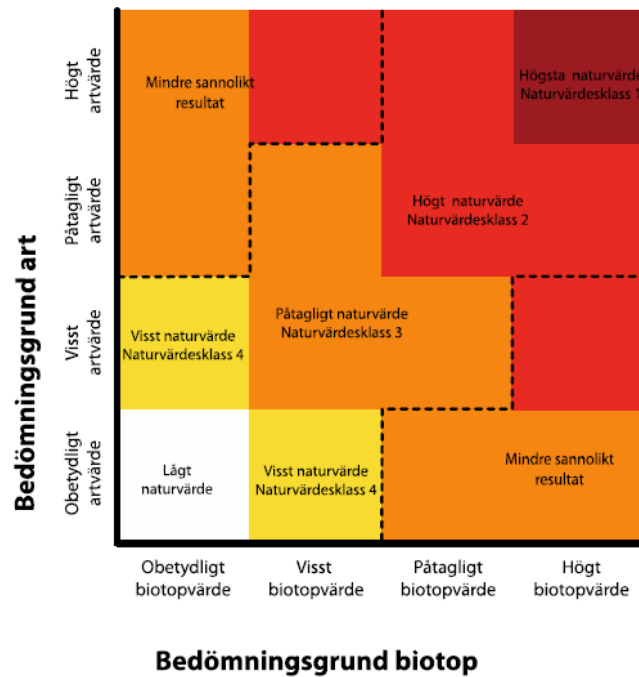 Högt
artvärde
Mindre sannolikt
resultat
Högsta naturvärde
Naturvärdesklass 1
Påtagligt
artvärde
Högt naturvärde
Naturvärdesklass 2
Bedömningsgrund art
Visst
artvärde
Visst naturvärde
Naturvärdesklass 4
Påtagligt naturvärde
Naturvärdesklass 3
Obetydligt
artvärde
Lågt
naturvärde
Visst naturvärde
Naturvärdesklass 4
Mindre sannolikt
resultat
Obetydligt
biotopvärde
Visst
biotopvärde
Påtagligt
biotopvärde
Högt
biotopvärde
Bedömningsgrund biotop